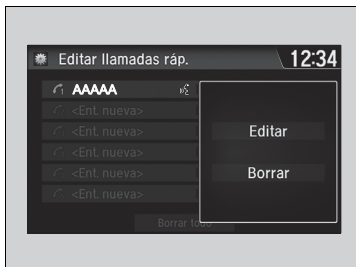 Editar llamadas ráp.
12:34
AAAAA
<Ent. nueva>
<Ent. nueva>
<Ent. nueva>
<Ent. nueva>
<Ent. nueva>
Editar
Borrar
Borrar todo